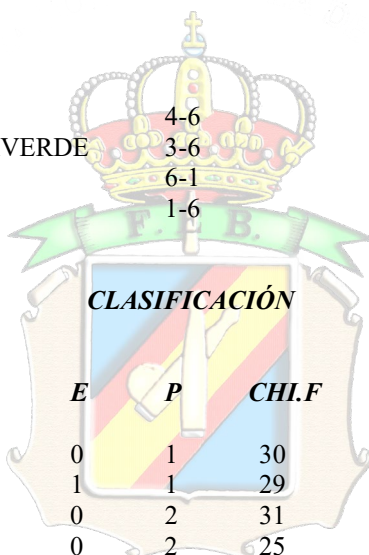 4-6
VERDE 3-6
6-1
1-6
F. E B.
CLASIFICACIÓN
E P CHI.F
0 1 30
1 1 29
0 2 31
0 2 25